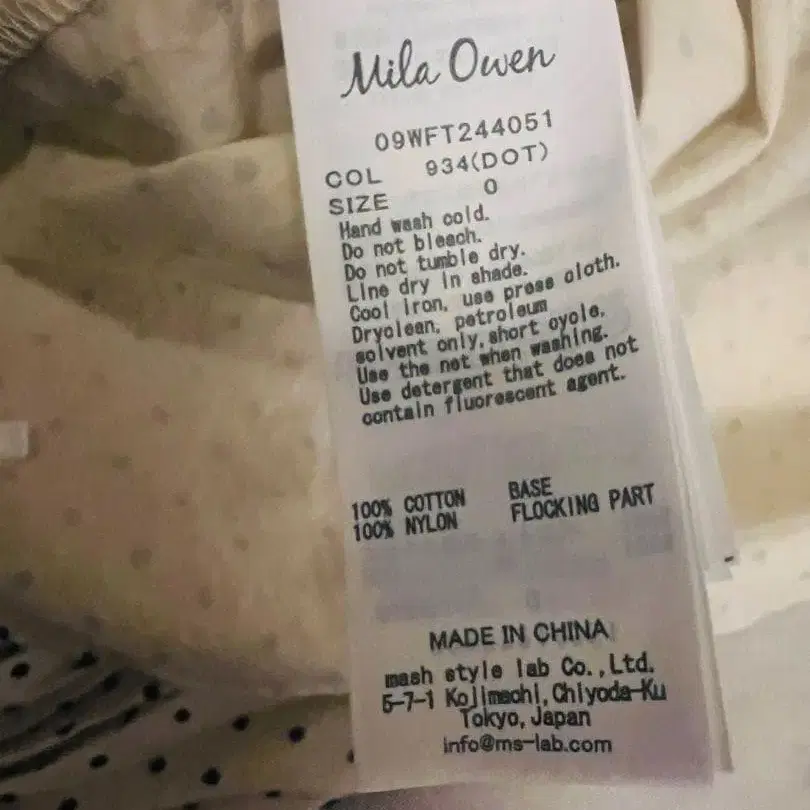 Mila Owen
09WFT244051
COL 934(DOT)
SIZE 0
Hand wash cold.
Do not bleach.
Do not tumble dry.
Line dry in shade.
Cool iron, use press cloth.
Dryclean, petroleum
solvent only, short cycle.
Use the net when washing.
Use detergent that does not
contain fluorescent agent.
100% COTTON BASE
100% NYLON FLOCKING PART
MADE IN CHINA
mash style lab Co.,Ltd.
5-7-1 Kojimachi, Chiyoda-Ku
Tokyo, Japan
info@ms-lab.com